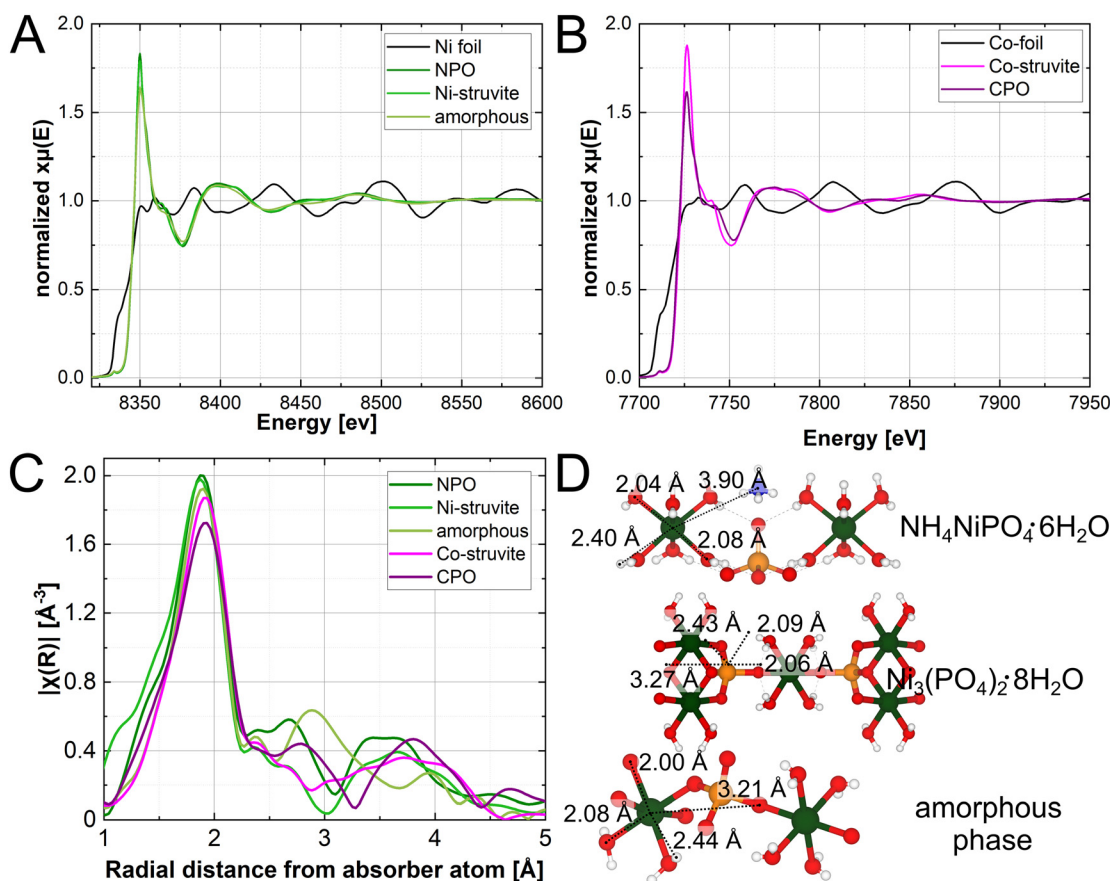 A
normalized xμ(E)
2.0
1.5
1.0
0.5
0.0
Ni foil
NPO
Ni-struvite
amorphous
8350 8400 8450 8500 8550 8600
Energy [ev]
B
normalized xμ(E)
2.0
1.5
1.0
0.5
0.0
Co-foil
Co-struvite
CPO
7700 7750 7800 7850 7900 7950
Energy [eV]
C
|χ(R)| [Å⁻³]
2.0
1.6
1.2
0.8
0.4
0
NPO
Ni-struvite
amorphous
Co-struvite
CPO
1 2 3 4 5
Radial distance from absorber atom [Å]
D
2.04 Å 3.90 Å
2.40 Å 2.08 Å
NH₄NiPO₄·6H₂O
2.43 Å 2.09 Å
3.27 Å 2.06 Å
Ni₃(PO₄)₂·8H₂O
2.00 Å
3.21 Å
2.08 Å
2.44 Å
amorphous
phase